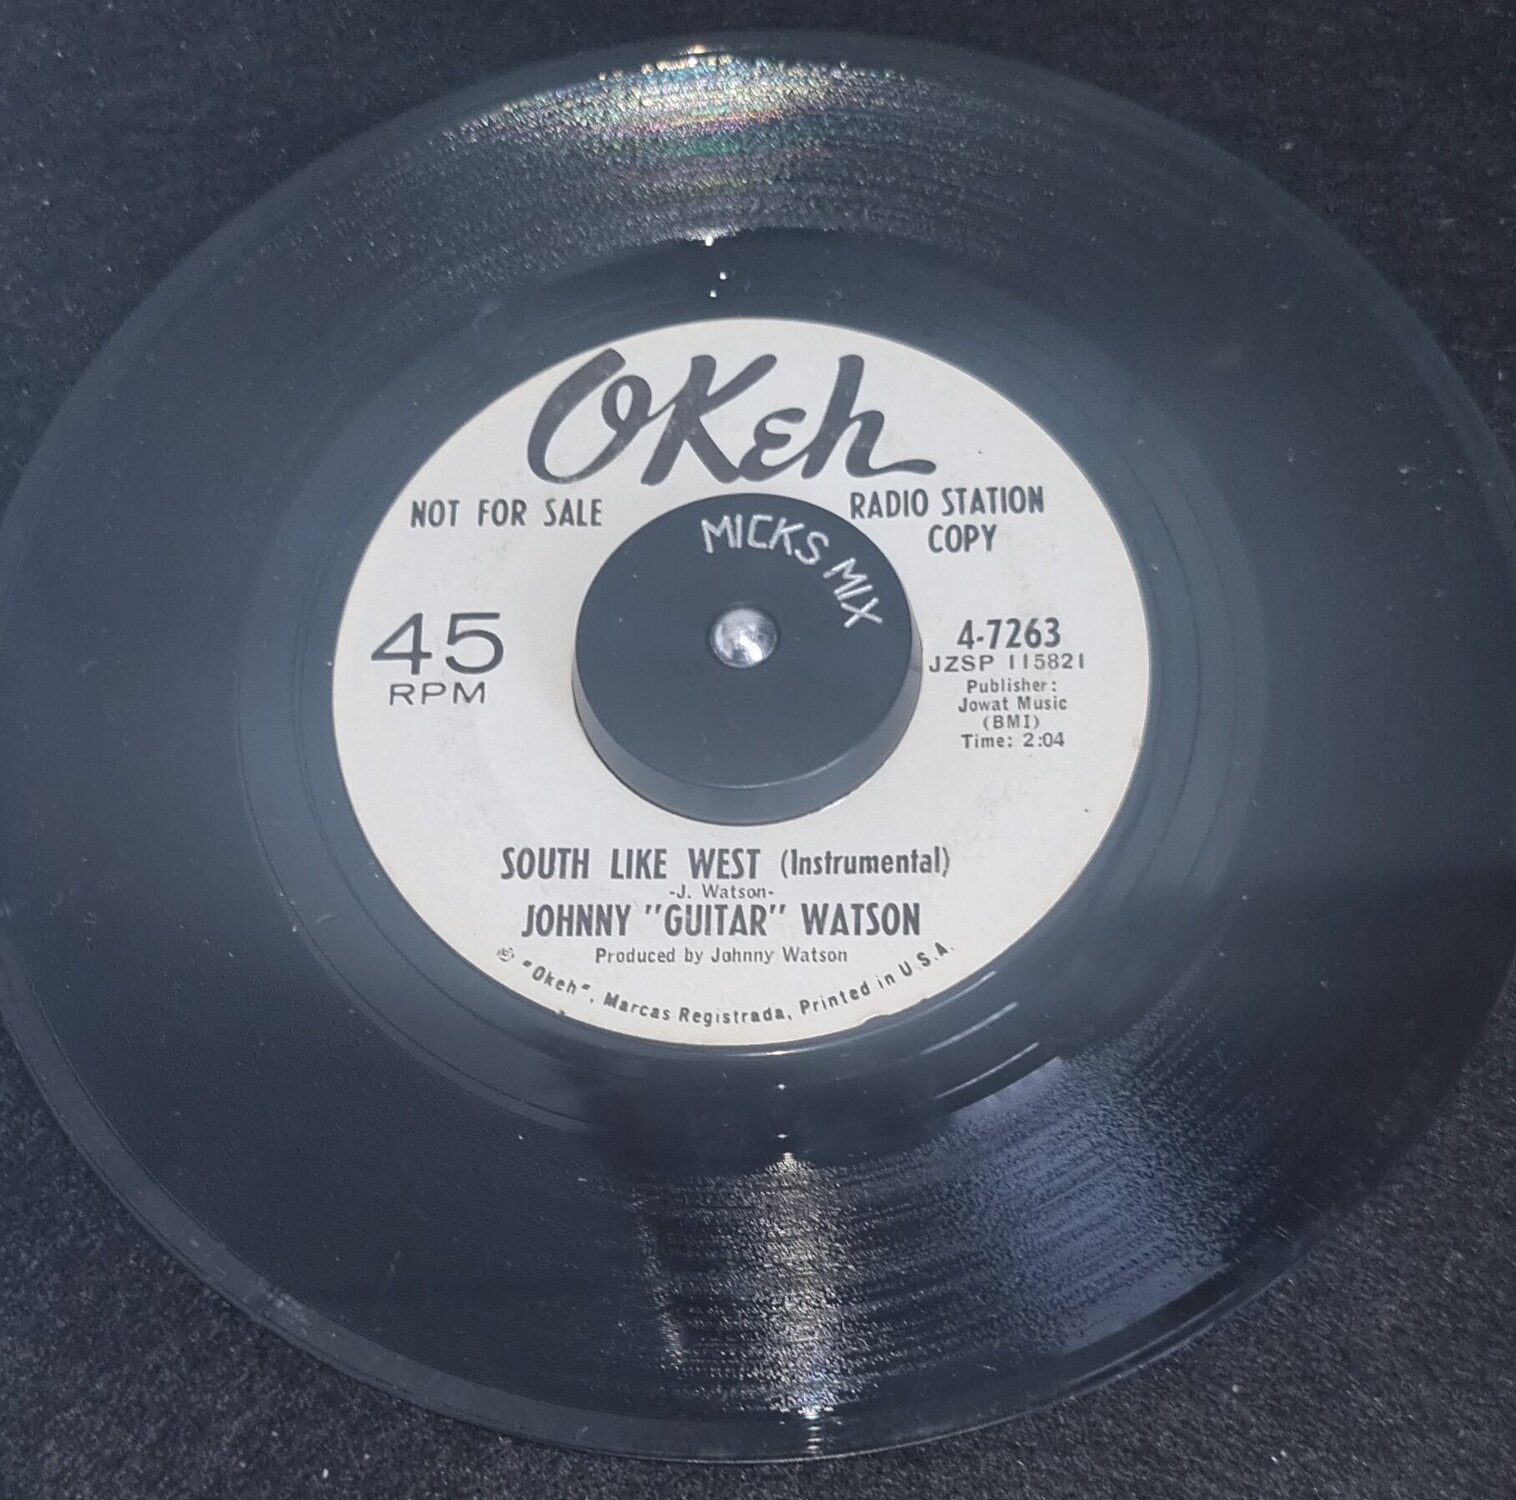 OKeh
NOT FOR SALE
RADIO STATION
COPY
MICKS MIX
45
RPM
4-7263
JZSP 115821
Publisher:
Jowat Music
(BMI)
Time: 2:04
SOUTH LIKE WEST (Instrumental)
-J. Watson-
JOHNNY "GUITAR" WATSON
Produced by Johnny Watson
"Okeh", Marcas Registrada, Printed in U.S.A.